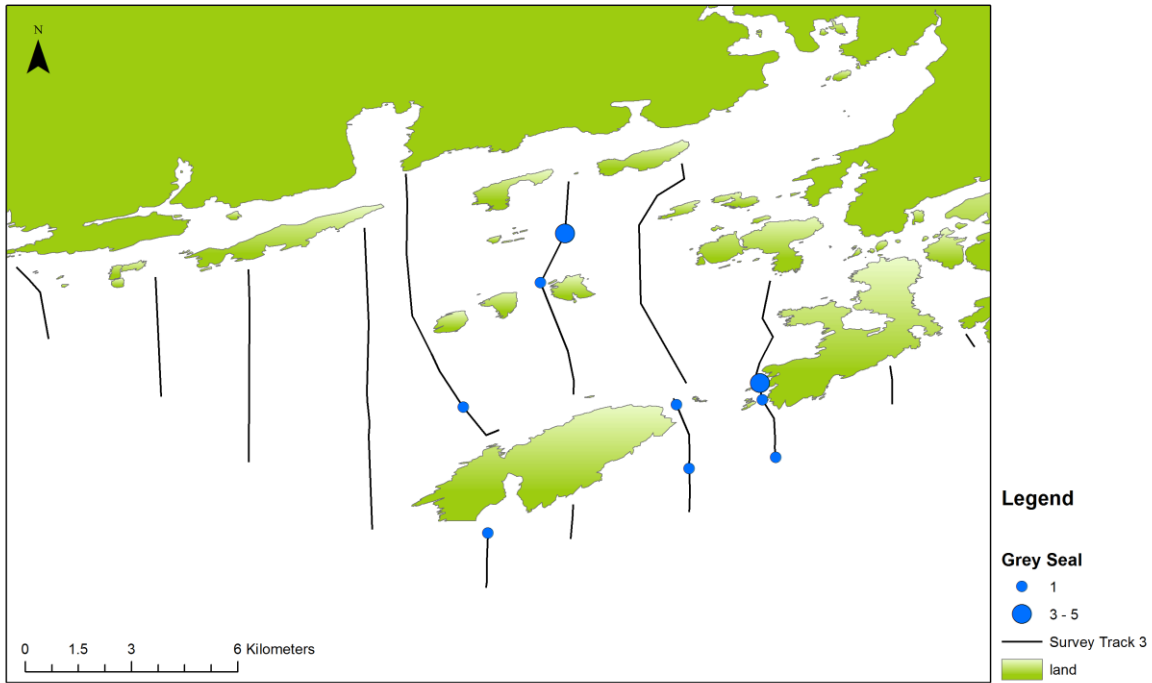 N
0 1.5 3 6 Kilometers
Legend
Grey Seal
1
3 - 5
Survey Track 3
land